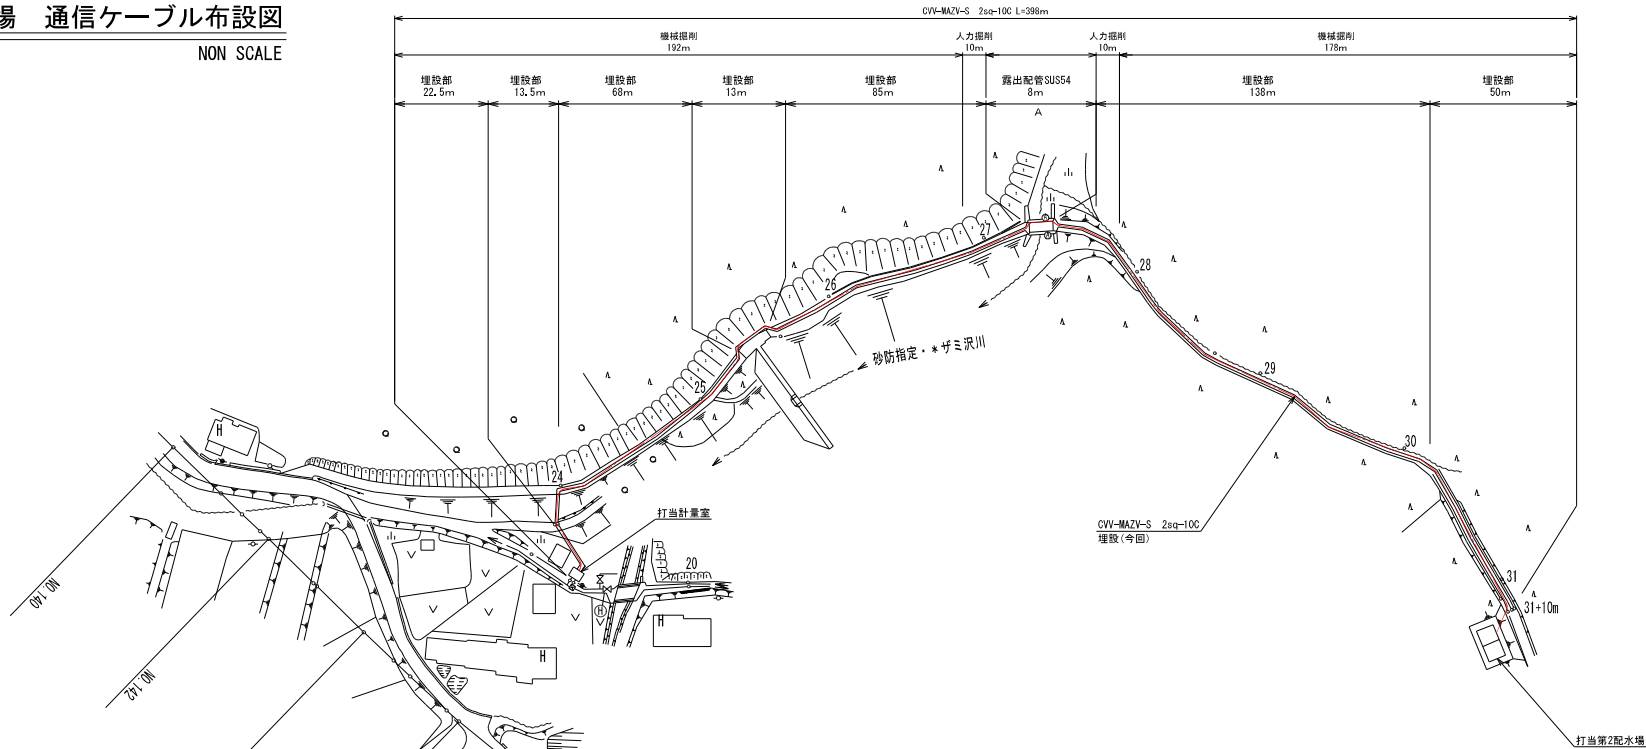 場 通信ケーブル布設図
NON SCALE
CVV-MAZV-S 2sq-10C L=398m
機械掘削
192m
人力掘削
10m
人力掘削
10m
機械掘削
178m
埋設部
22.5m
埋設部
13.5m
埋設部
68m
埋設部
13m
埋設部
85m
露出配管SUS54
8m
A
埋設部
138m
埋設部
50m
27
28
26
砂防指定・*ザミ沢川
29
25
30
H
24
打当計量室
CVV-MAZV-S 2sq-10C
埋設(今回)
20
31
31+10m
NO.140
H
H
H
NO.142
打当第2配水場